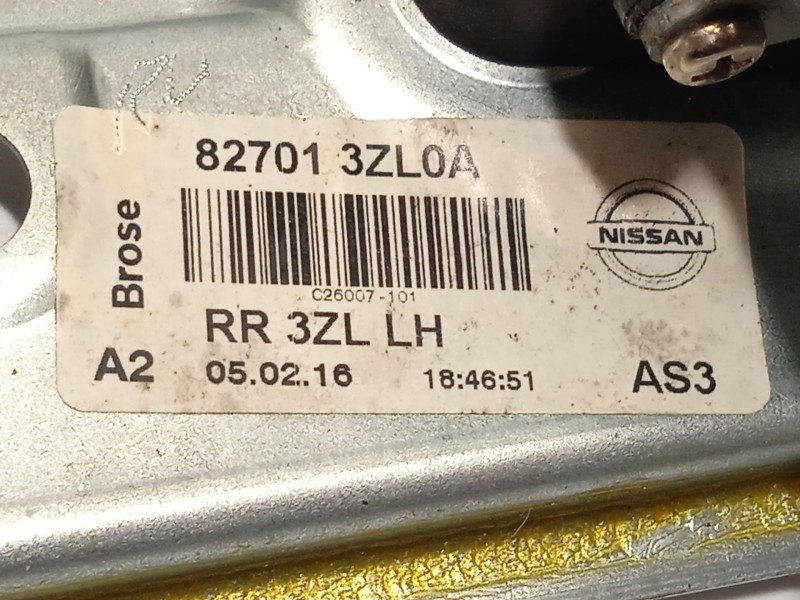 82701 3ZL0A
Brose
NISSAN
C26007-101
RR 3ZL LH
A2 05.02.16 18:46:51 AS3